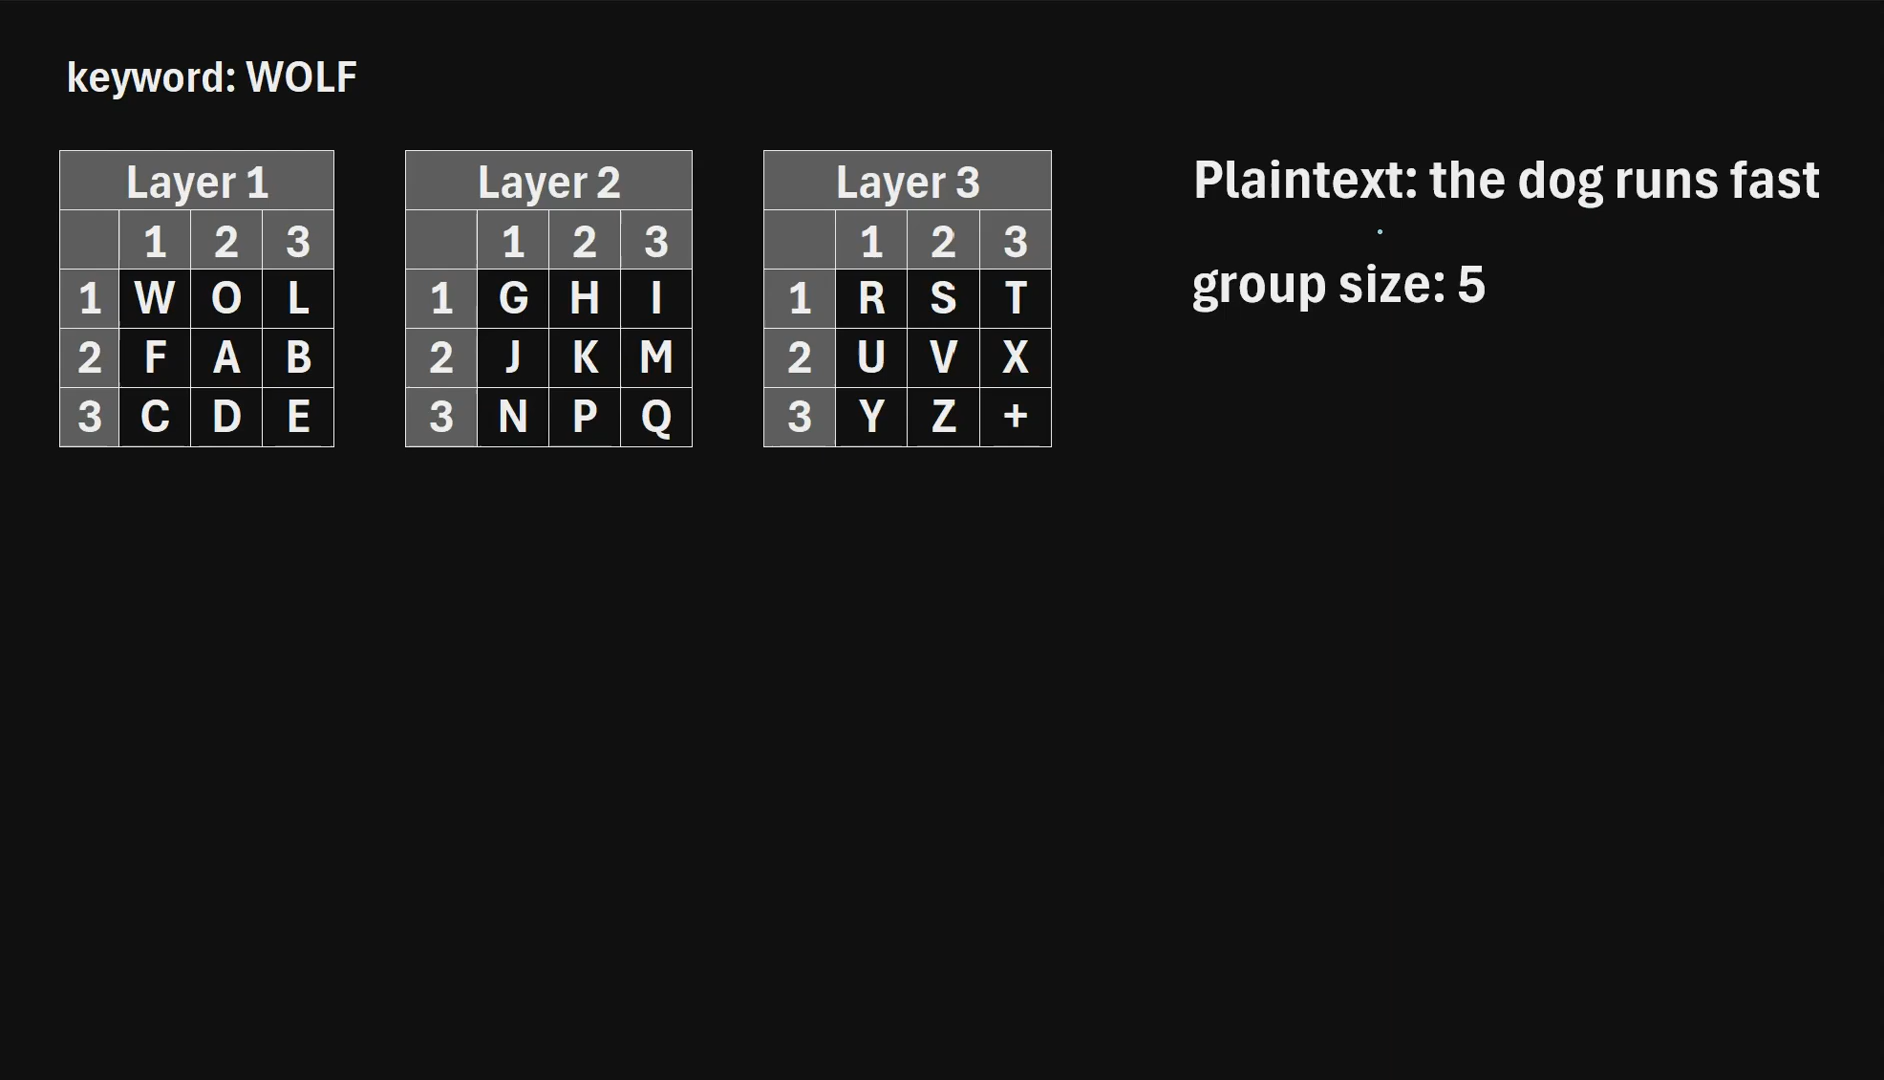 keyword: WOLF
Layer 1
1 2 3
1 W O L
2 F A B
3 C D E
Layer 2
1 2 3
1 G H I
2 J K M
3 N P Q
Layer 3
1 2 3
1 R S T
2 U V X
3 Y Z +
Plaintext: the dog runs fast
group size: 5